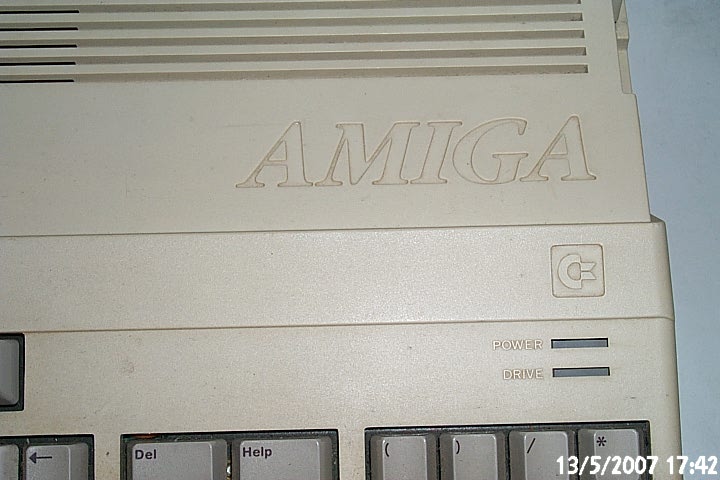 AMIGA
POWER
DRIVE
← Del Help ( ) / *
13/5/2007 17:42